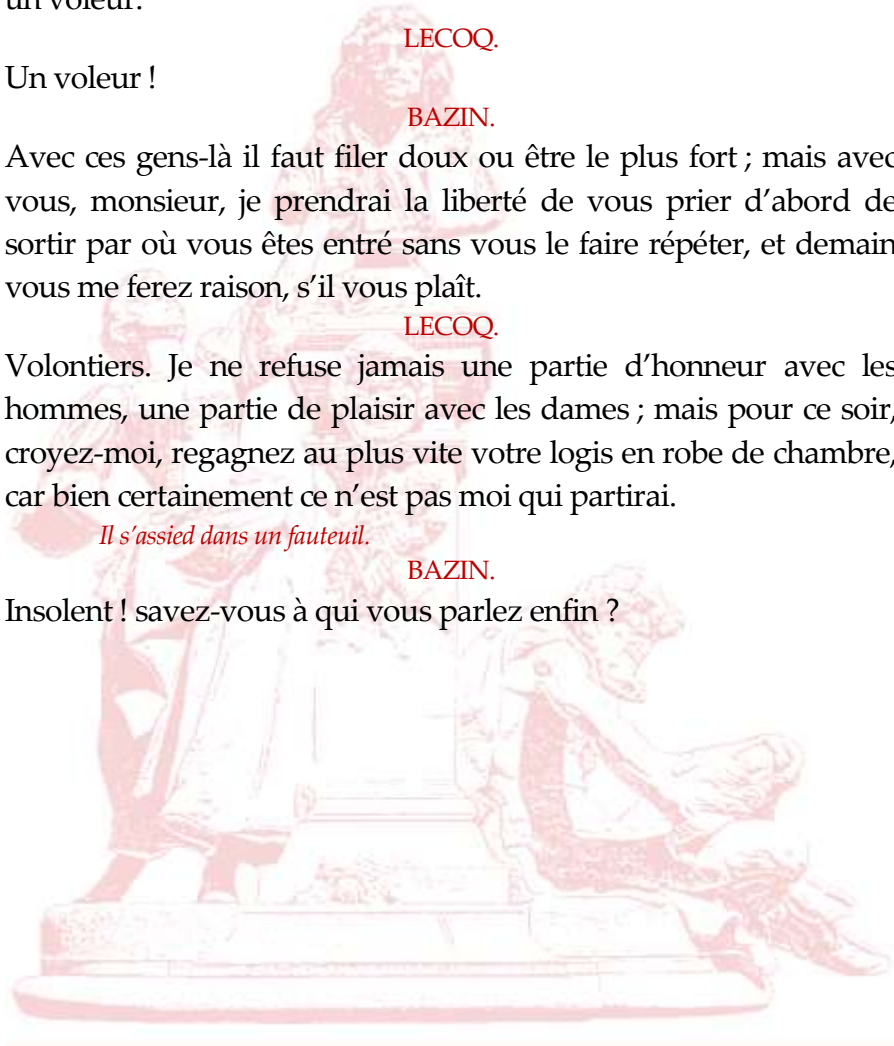 un voleur.
LECOQ.
Un voleur !
BAZIN.
Avec ces gens-là il faut filer doux ou être le plus fort ; mais avec
vous, monsieur, je prendrai la liberté de vous prier d’abord de
sortir par où vous êtes entré sans vous le faire répéter, et demain
vous me ferez raison, s’il vous plaît.
LECOQ.
Volontiers. Je ne refuse jamais une partie d’honneur avec les
hommes, une partie de plaisir avec les dames ; mais pour ce soir,
croyez-moi, regagnez au plus vite votre logis en robe de chambre,
car bien certainement ce n’est pas moi qui partirai.
Il s’assied dans un fauteuil.
BAZIN.
Insolent ! savez-vous à qui vous parlez enfin ?